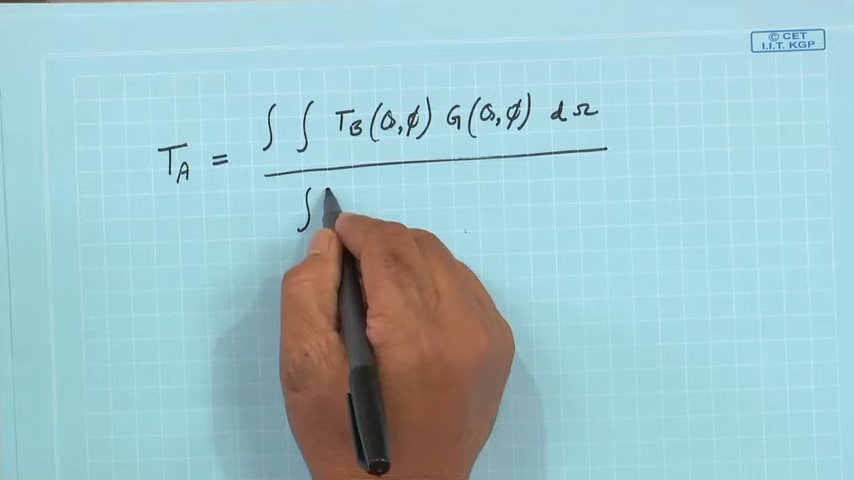 © CET
I.I.T. KGP
T_A = ∫ ∫ T_B(θ,φ) G(θ,φ) dΩ
∫